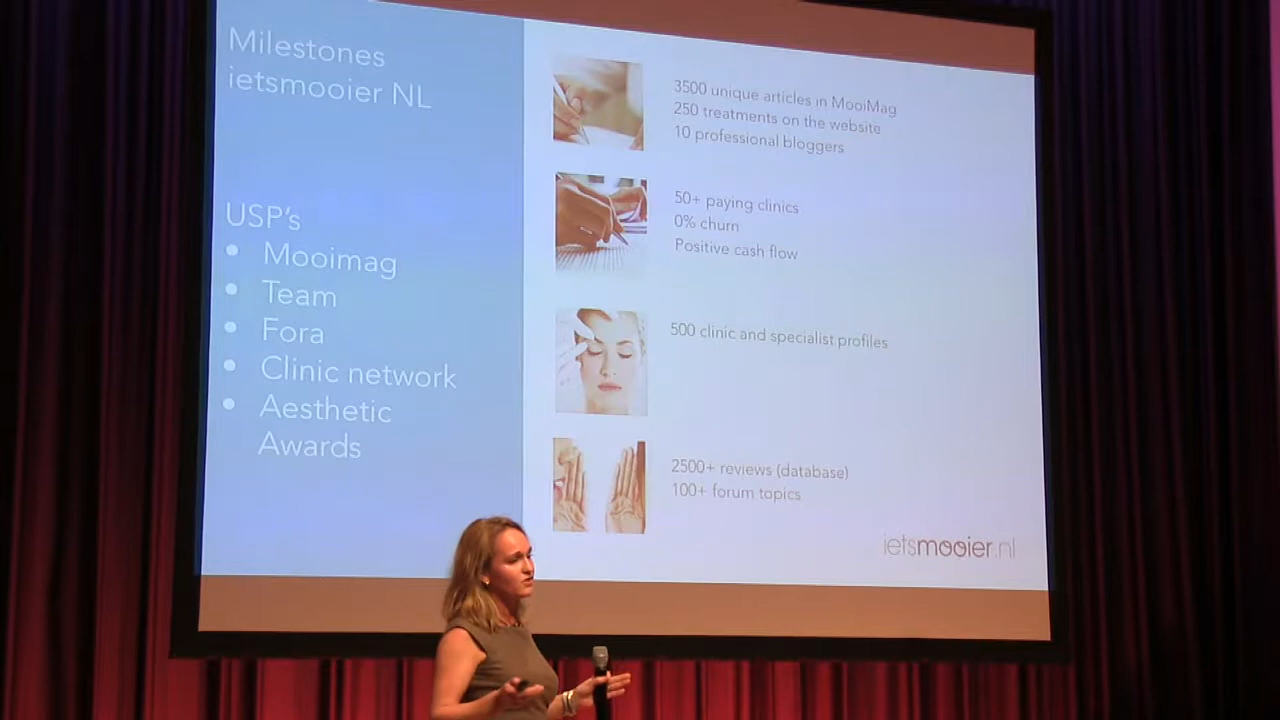 Milestones
ietsmooier NL
USP's
• Mooimag
• Team
• Fora
• Clinic network
• Aesthetic
Awards
3500 unique articles in MooiMag
250 treatments on the website
10 professional bloggers
50+ paying clinics
0% churn
Positive cash flow
500 clinic and specialist profiles
2500+ reviews (database)
100+ forum topics
ietsmooier.nl